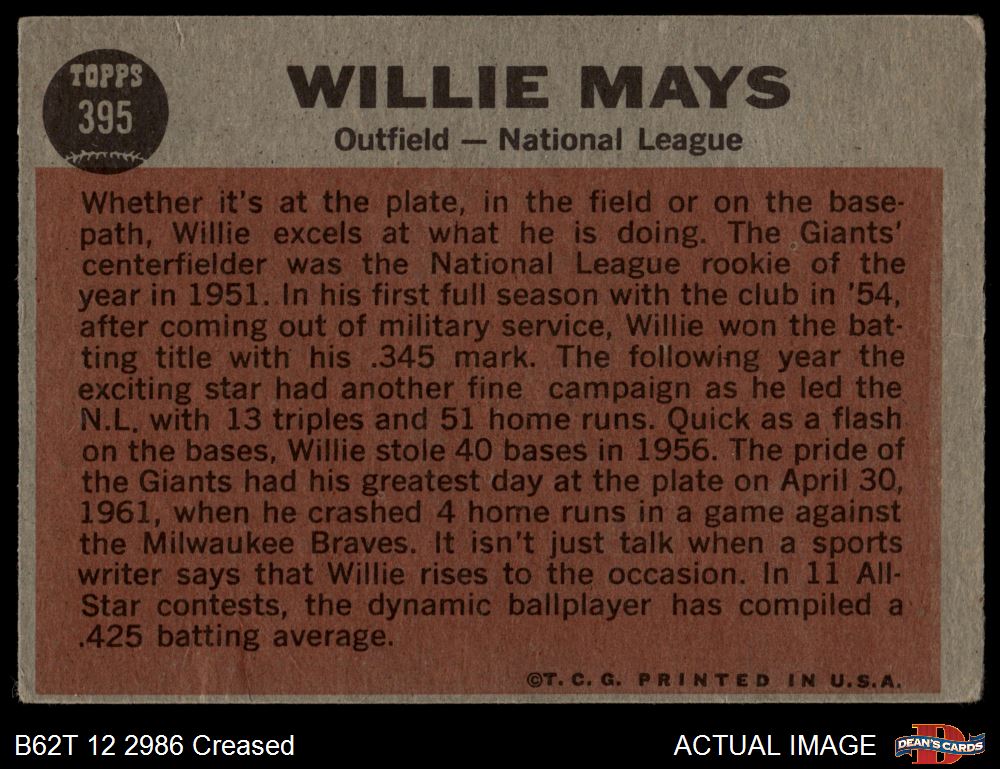 TOPPS
395
WILLIE MAYS
Outfield — National League
Whether it's at the plate, in the field or on the base-
path, Willie excels at what he is doing. The Giants'
centerfielder was the National League rookie of the
year in 1951. In his first full season with the club in '54,
after coming out of military service, Willie won the bat-
ting title with his .345 mark. The following year the
exciting star had another fine campaign as he led the
N.L. with 13 triples and 51 home runs. Quick as a flash
on the bases, Willie stole 40 bases in 1956. The pride of
the Giants had his greatest day at the plate on April 30,
1961, when he crashed 4 home runs in a game against
the Milwaukee Braves. It isn't just talk when a sports
writer says that Willie rises to the occasion. In 11 All-
Star contests, the dynamic ballplayer has compiled a
.425 batting average.
©T. C. G. PRINTED IN U.S.A.
B62T 12 2986 Creased
ACTUAL IMAGE
DEAN'S CARDS